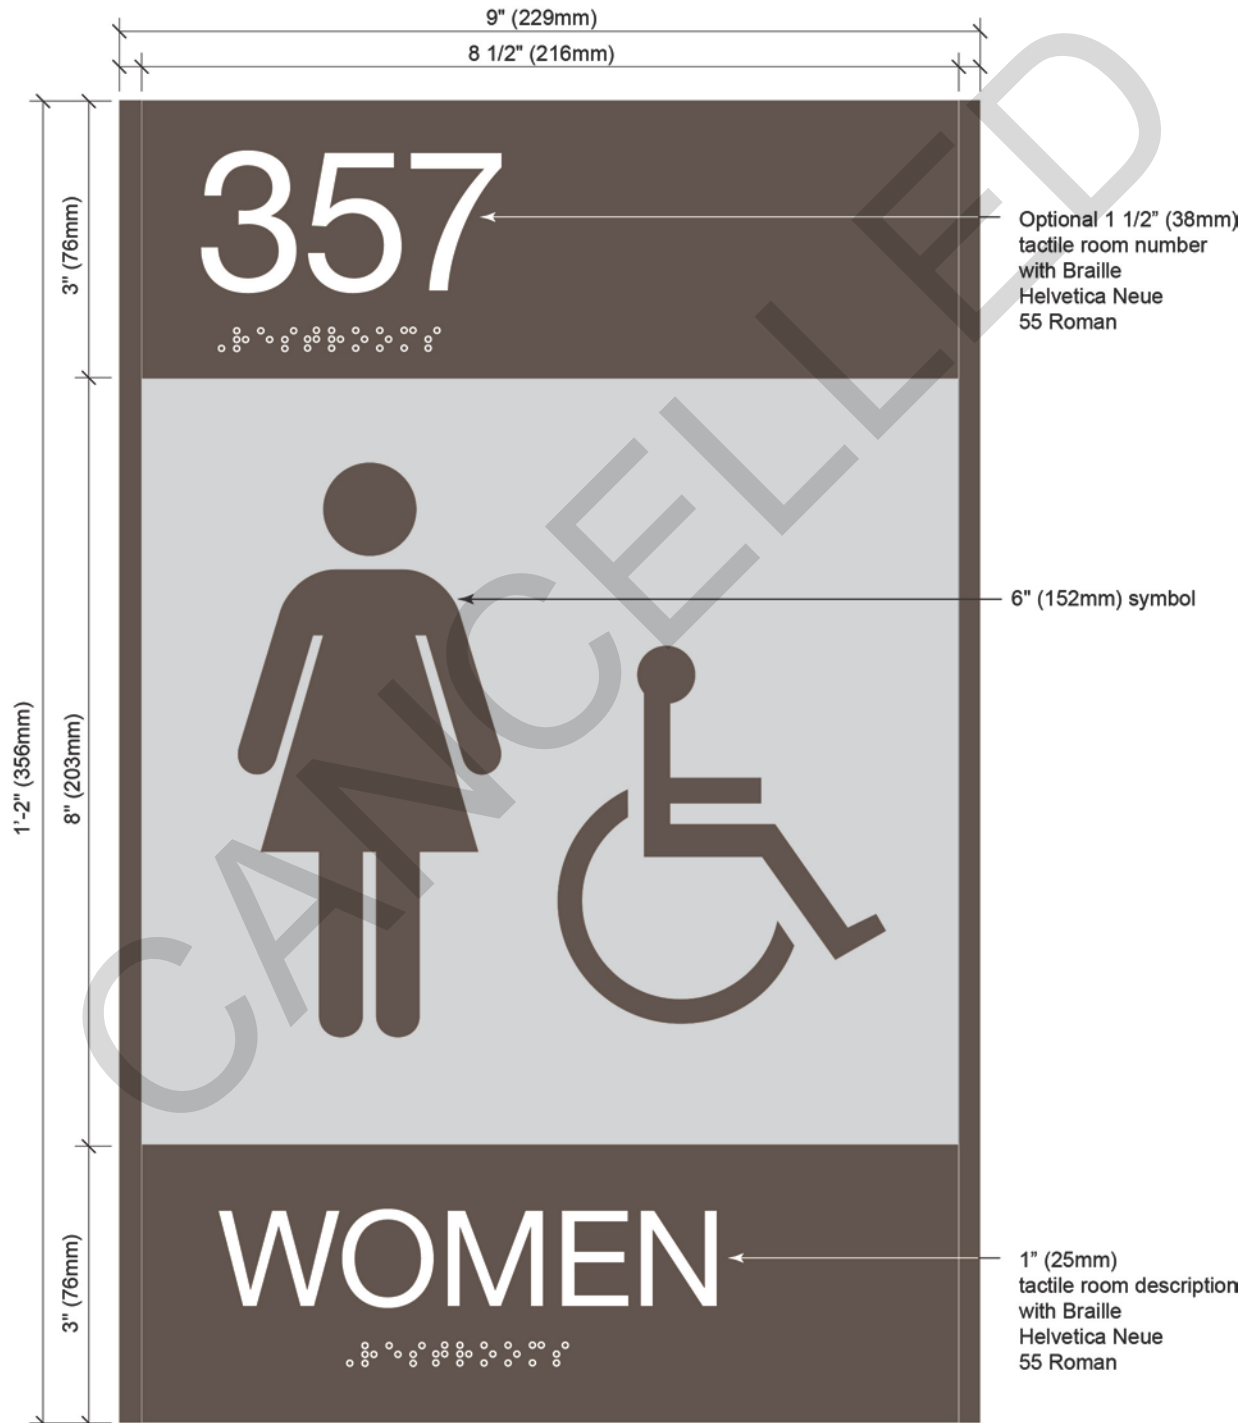 9" (229mm)
8 1/2" (216mm)
357
3" (76mm)
Optional 1 1/2” (38mm)
tactile room number
with Braille
Helvetica Neue
55 Roman
6" (152mm) symbol
1'-2" (356mm)
8" (203mm)
CANCELLED
WOMEN
3" (76mm)
1” (25mm)
tactile room description
with Braille
Helvetica Neue
55 Roman